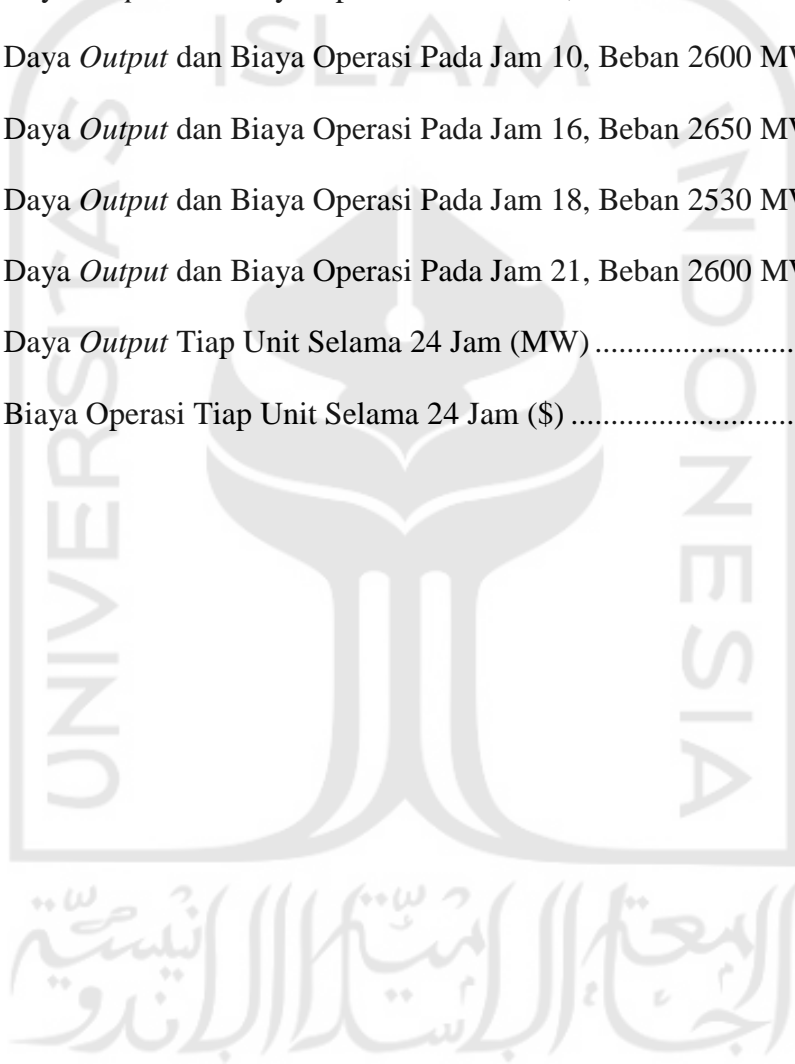 Daya Output dan Biaya Operasi Pada Jam 10, Beban 2600 MW
Daya Output dan Biaya Operasi Pada Jam 16, Beban 2650 MW
Daya Output dan Biaya Operasi Pada Jam 18, Beban 2530 MW
Daya Output dan Biaya Operasi Pada Jam 21, Beban 2600 MW
Daya Output Tiap Unit Selama 24 Jam (MW) .........................
Biaya Operasi Tiap Unit Selama 24 Jam ($) ............................
UNIVERSITAS
ISLAM
INDONESIA